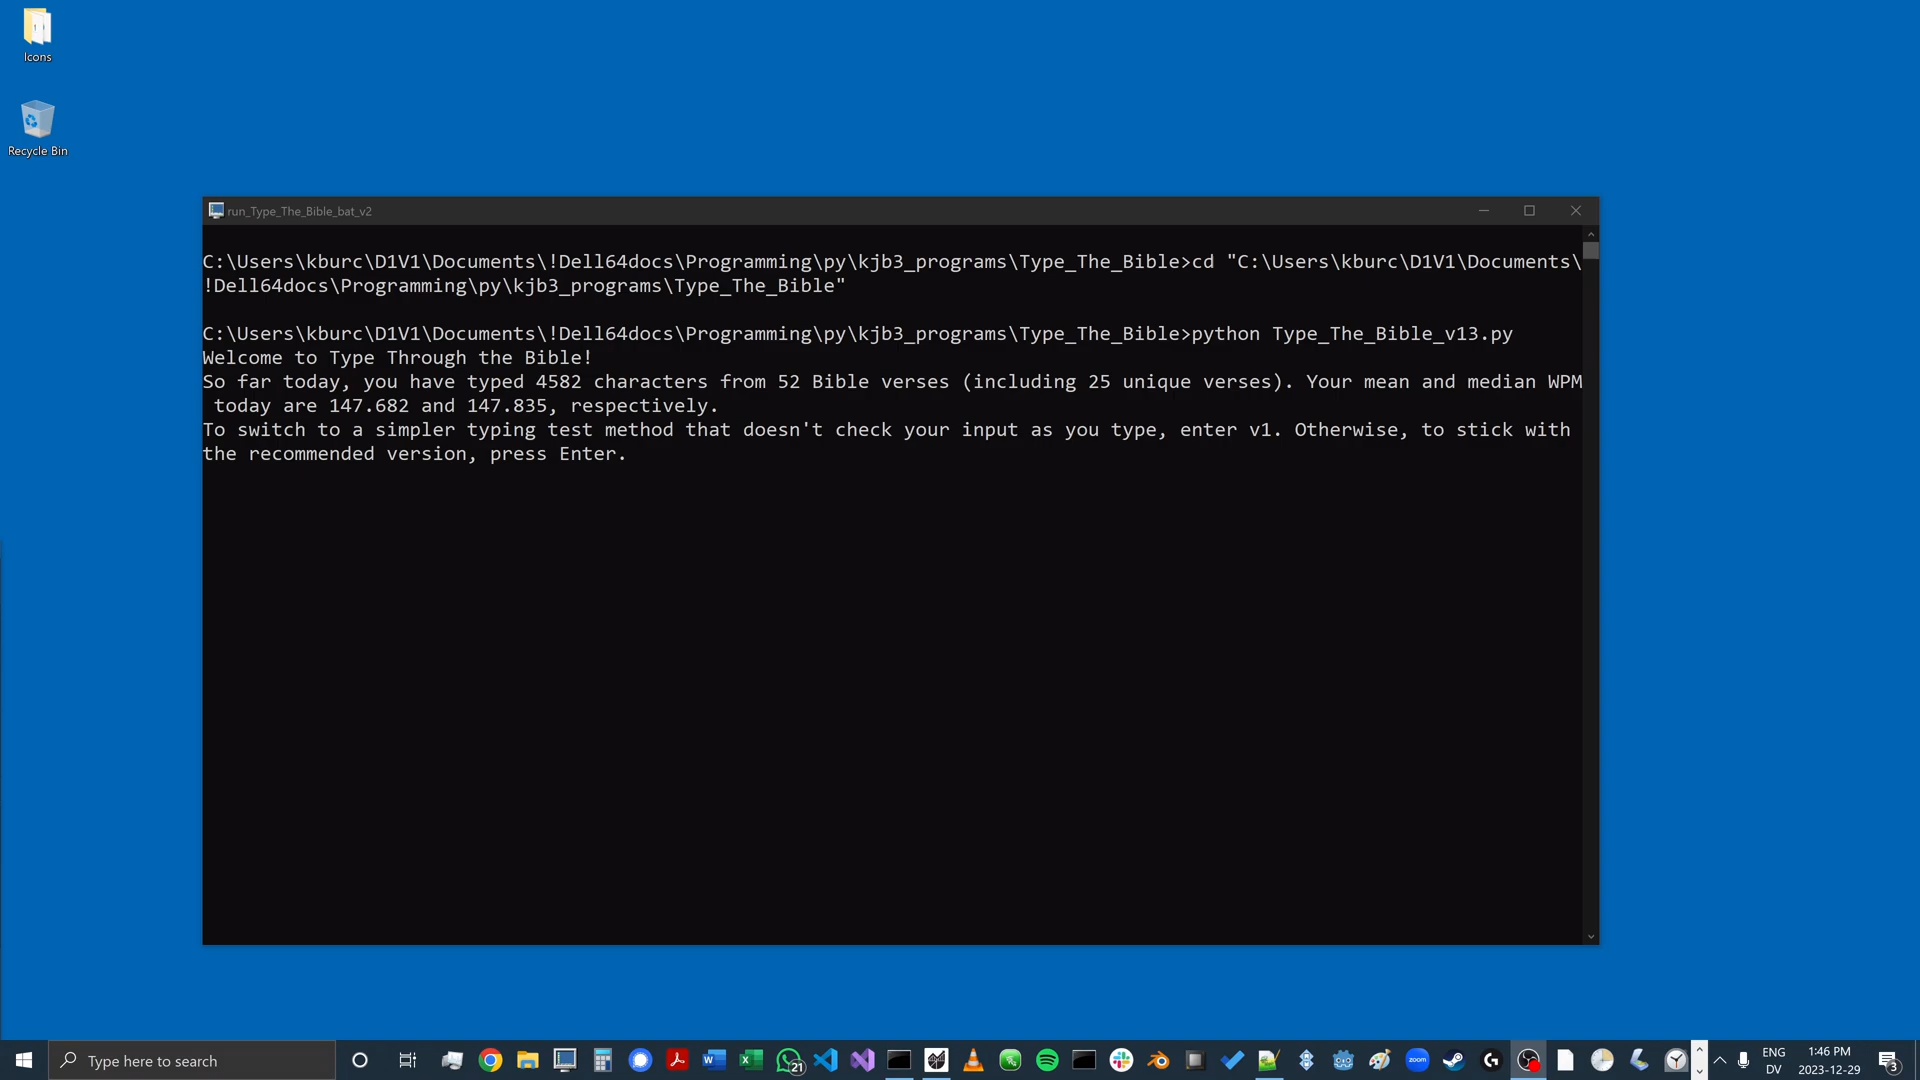 Icons
Recycle Bin
run_Type_The_Bible_bat_v2
C:\Users\kburc\D1V1\Documents\!Dell64docs\Programming\py\kjb3_programs\Type_The_Bible>cd "C:\Users\kburc\D1V1\Documents\
!Dell64docs\Programming\py\kjb3_programs\Type_The_Bible"
C:\Users\kburc\D1V1\Documents\!Dell64docs\Programming\py\kjb3_programs\Type_The_Bible>python Type_The_Bible_v13.py
Welcome to Type Through the Bible!
So far today, you have typed 4582 characters from 52 Bible verses (including 25 unique verses). Your mean and median WPM
today are 147.682 and 147.835, respectively.
To switch to a simpler typing test method that doesn't check your input as you type, enter v1. Otherwise, to stick with
the recommended version, press Enter.
Type here to search
21
zoom
ENG
DV
1:46 PM
2023-12-29
3